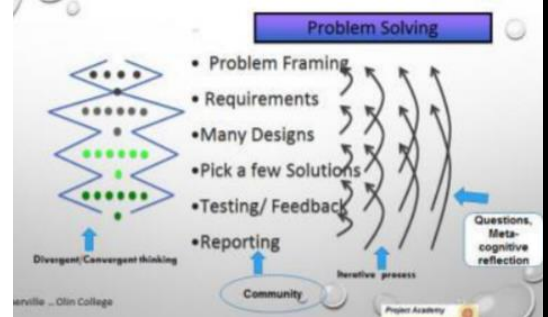 Problem Solving
• Problem Framing
• Requirements
•Many Designs
•Pick a few Solutions
•Testing/ Feedback
•Reporting
Divergent/Convergent thinking
Iterative process
Questions,
Meta-
cognitive
reflection
Community
erville .. Olin College
Project Academy